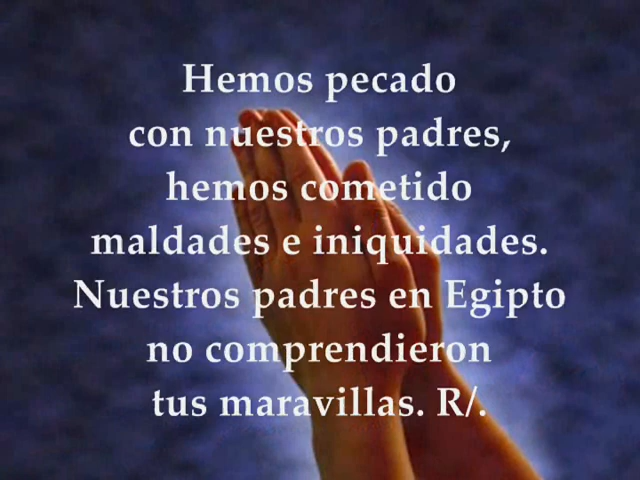 Hemos pecado
con nuestros padres,
hemos cometido
maldades e iniquidades.
Nuestros padres en Egipto
no comprendieron
tus maravillas. R/.